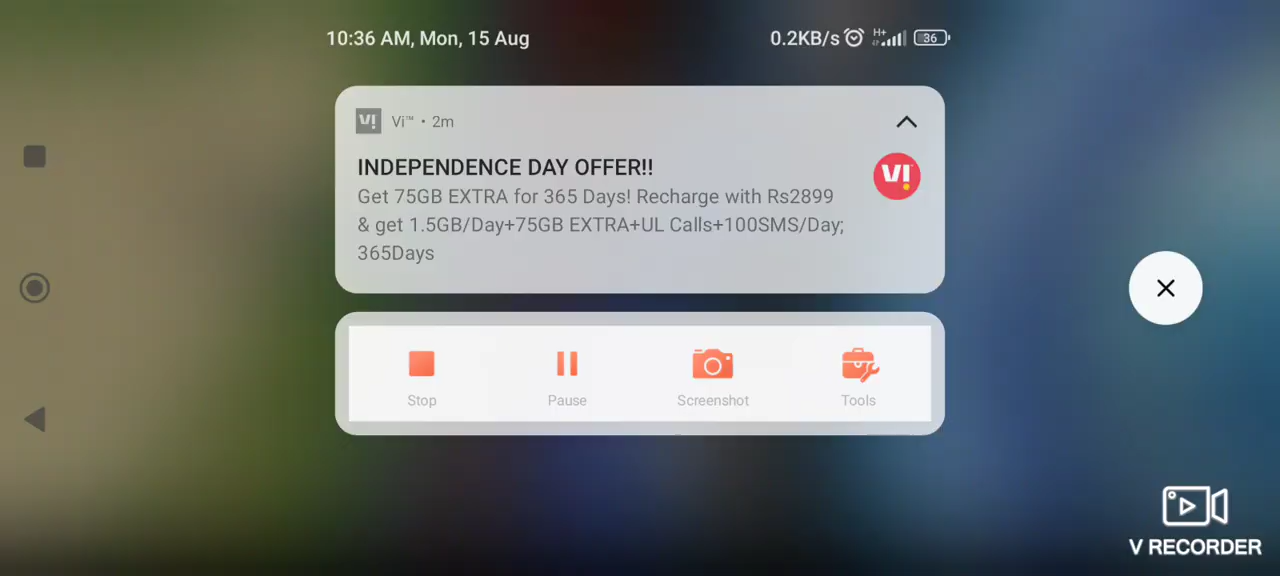 10:36 AM, Mon, 15 Aug
0.2KB/s H+ 36
Vi™ • 2m
INDEPENDENCE DAY OFFER!!
Get 75GB EXTRA for 365 Days! Recharge with Rs2899
& get 1.5GB/Day+75GB EXTRA+UL Calls+100SMS/Day;
365Days
Stop Pause Screenshot Tools
V RECORDER